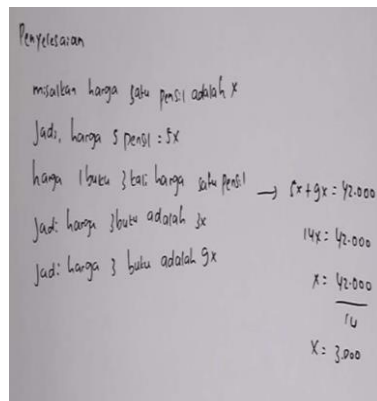 Penyelesaian
misalkan harga satu pensil adalah x
Jadi, harga 5 pensil = 5x
harga 1 buku 3 kali harga satu pensil → 5x + 9x = 42.000
Jadi harga 3 buku adalah 3x
14x = 42.000
Jadi harga 3 buku adalah 9x
x = 42.000
14
x = 3.000